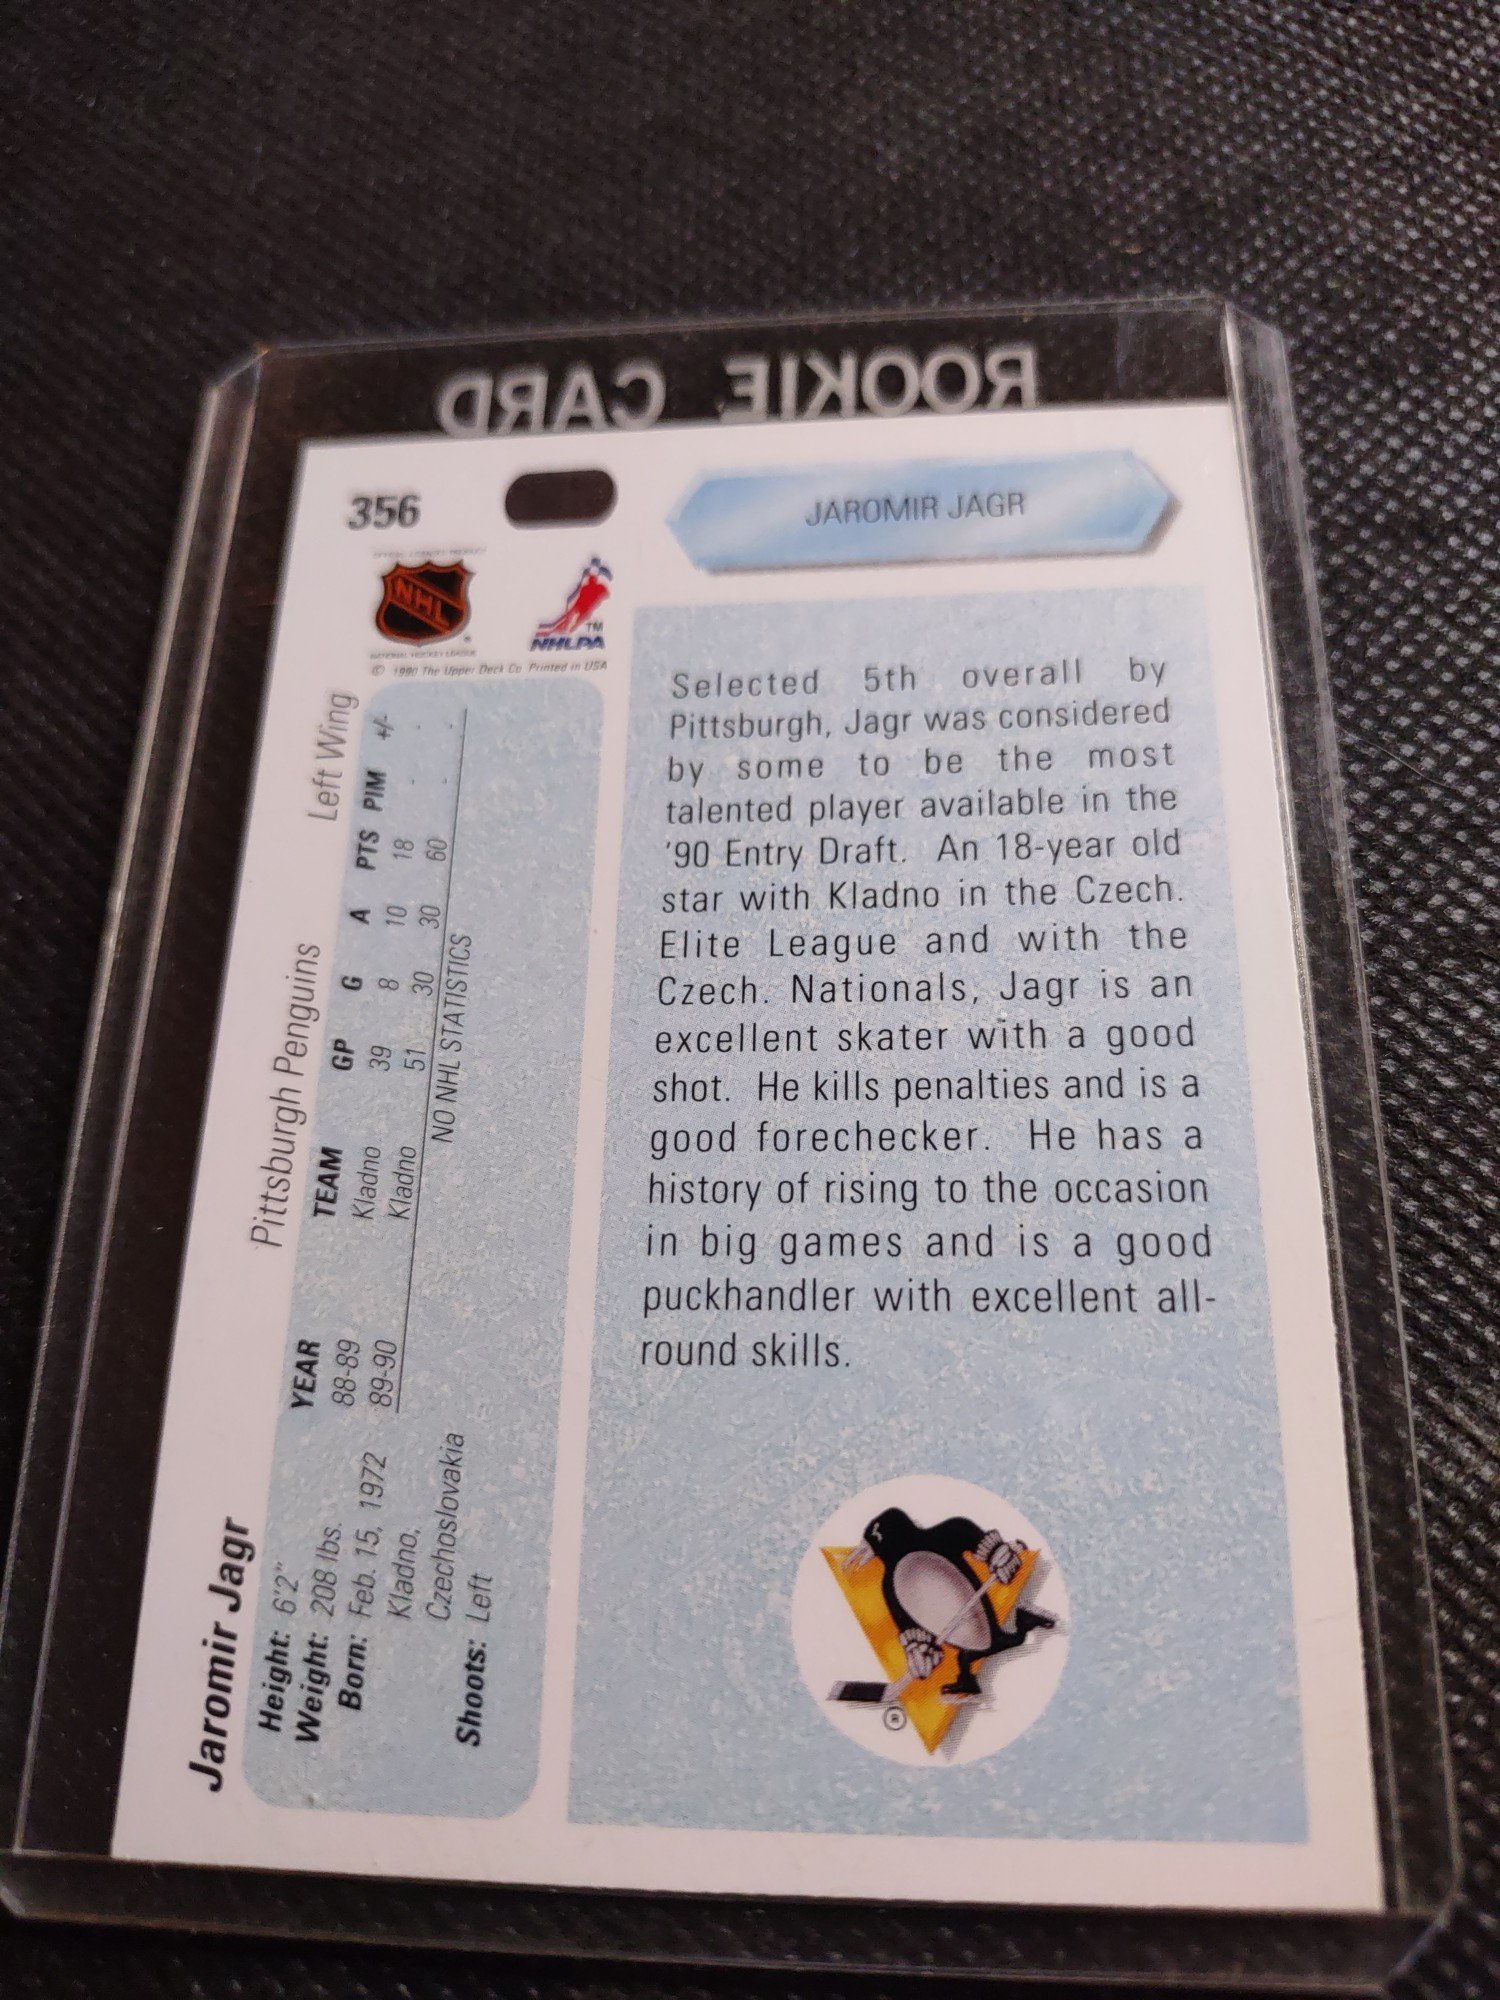 ROOKIE CARD
356
JAROMIR JAGR
NHL
NATIONAL HOCKEY LEAGUE
TM
NHLPA
© 1990 The Upper Deck Co. Printed in USA
Jaromir Jagr
Pittsburgh Penguins
Left Wing
Height: 6'2"
Weight: 208 lbs.
Born: Feb. 15, 1972
Kladno,
Czechoslovakia
Shoots: Left
YEAR TEAM GP G A PTS PIM +/-
88-89 Kladno 39 8 10 18 - -
89-90 Kladno 51 30 30 60 - -
NO NHL STATISTICS
Selected 5th overall by
Pittsburgh, Jagr was considered
by some to be the most
talented player available in the
'90 Entry Draft. An 18-year old
star with Kladno in the Czech.
Elite League and with the
Czech. Nationals, Jagr is an
excellent skater with a good
shot. He kills penalties and is a
good forechecker. He has a
history of rising to the occasion
in big games and is a good
puckhandler with excellent all-
round skills.
®